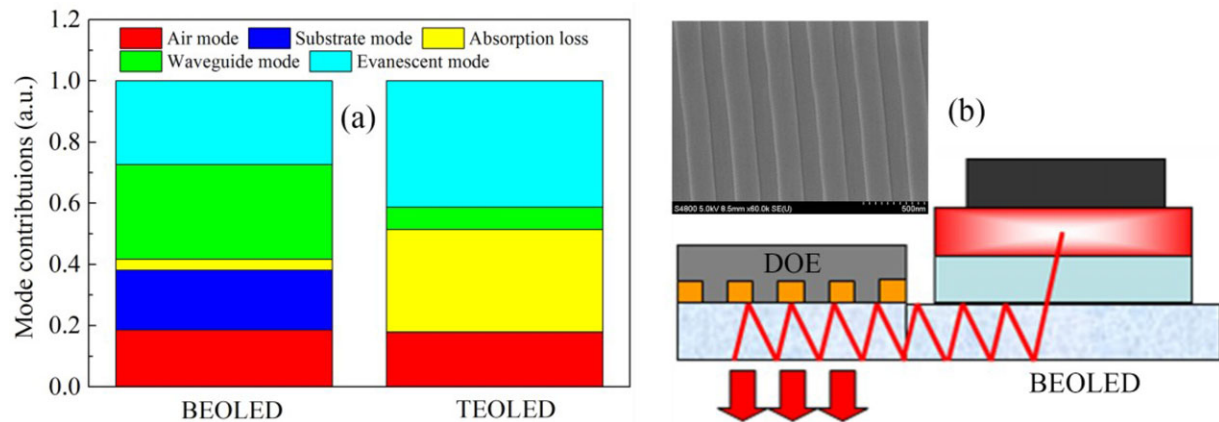 1.2
1.0
0.8
0.6
0.4
0.2
0.0
Mode contribtuions (a.u.)
Air mode
Substrate mode
Absorption loss
Waveguide mode
Evanescent mode
(a)
BEOLED
TEOLED
(b)
S4800 5.0kV 8.5mm x60.0k SE(U)
500nm
DOE
BEOLED